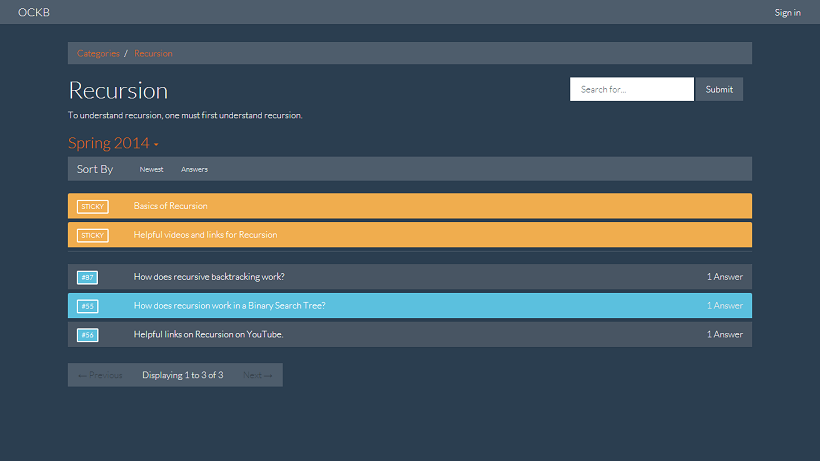 OCKB Sign in
Categories / Recursion
Recursion
Search for... Submit
To understand recursion, one must first understand recursion.
Spring 2014
Sort By Newest Answers
STICKY Basics of Recursion
STICKY Helpful videos and links for Recursion
#87 How does recursive backtracking work? 1 Answer
#55 How does recursion work in a Binary Search Tree? 1 Answer
#56 Helpful links on Recursion on YouTube. 1 Answer
← Previous Displaying 1 to 3 of 3 Next →